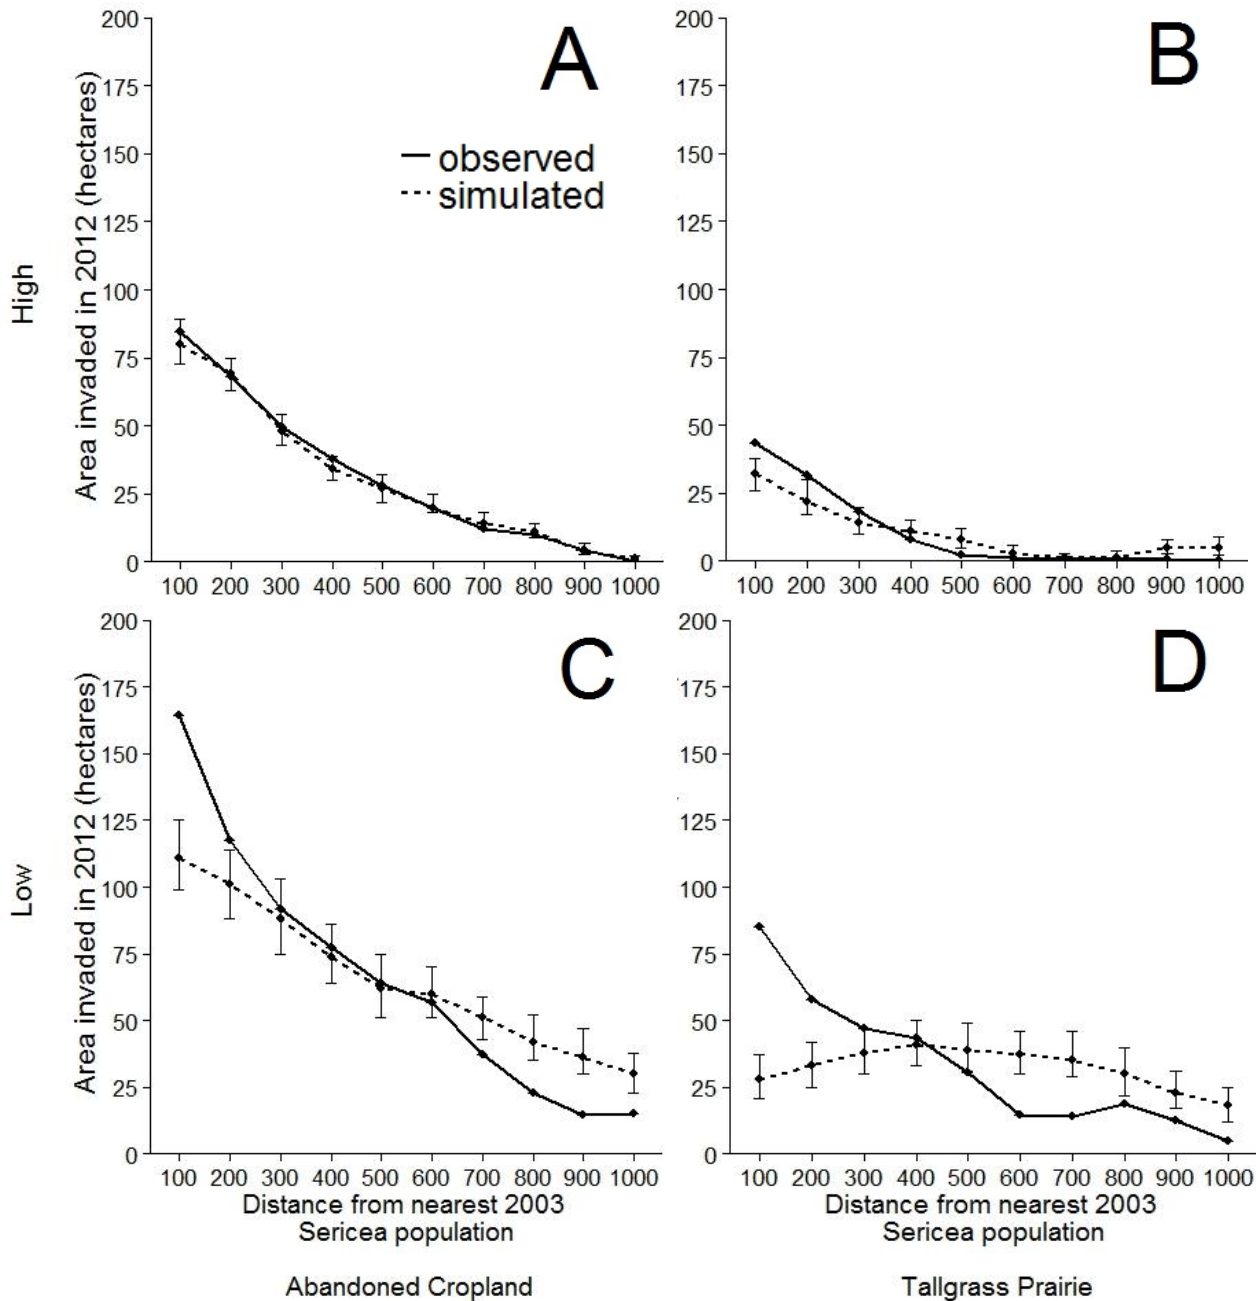 A
B
observed
simulated
High
Area invaded in 2012 (hectares)
200
175
150
125
100
75
50
25
0
100 200 300 400 500 600 700 800 900 1000
200
175
150
125
100
75
50
25
0
100 200 300 400 500 600 700 800 900 1000
C
D
Low
Area invaded in 2012 (hectares)
200
175
150
125
100
75
50
25
0
100 200 300 400 500 600 700 800 900 1000
Distance from nearest 2003
Sericea population
Abandoned Cropland
200
175
150
125
100
75
50
25
0
100 200 300 400 500 600 700 800 900 1000
Distance from nearest 2003
Sericea population
Tallgrass Prairie